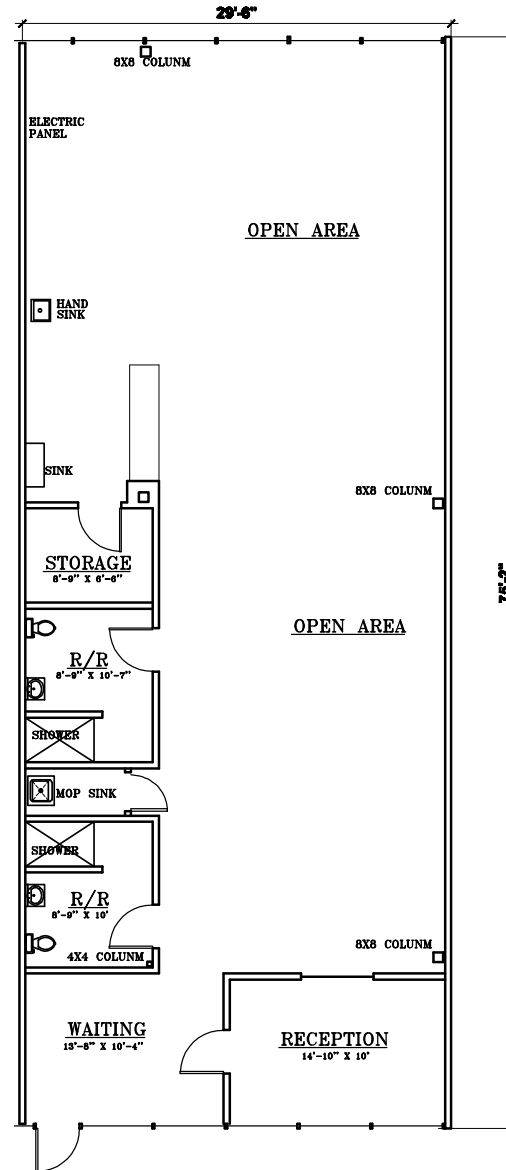 29'-6"
8X8 COLUNM
ELECTRIC
PANEL
OPEN AREA
HAND
SINK
SINK
8X8 COLUNM
STORAGE
8'-9" X 6'-6"
75'-2"
OPEN AREA
R/R
8'-9" X 10'-7"
SHOWER
MOP SINK
SHOWER
R/R
8'-9" X 10'
4X4 COLUNM
8X8 COLUNM
WAITING
13'-8" X 10'-4"
RECEPTION
14'-10" X 10'